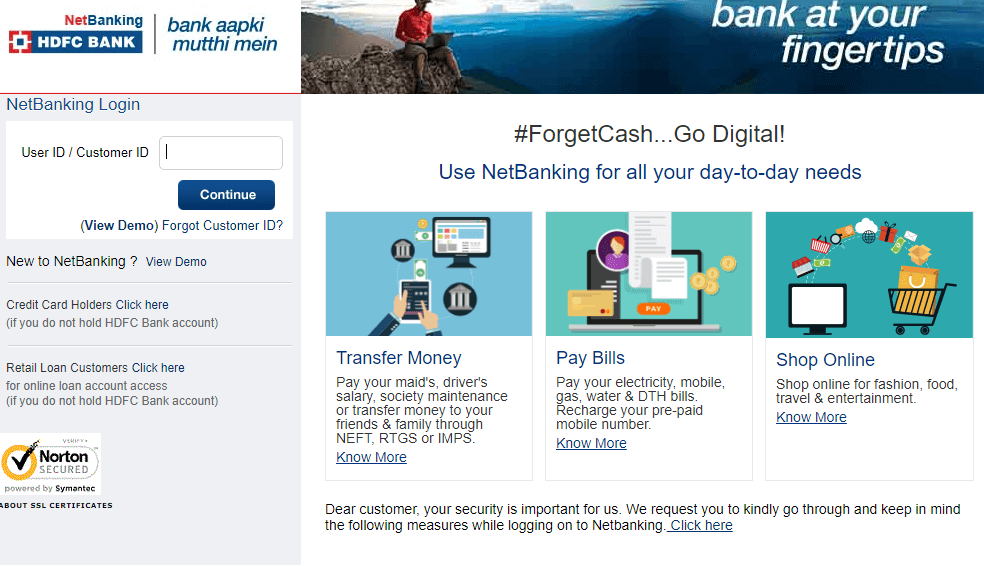 NetBanking
HDFC BANK
bank aapki
mutthi mein
bank at your
fingertips
NetBanking Login
User ID / Customer ID
Continue
(View Demo) Forgot Customer ID?
New to NetBanking ? View Demo
Credit Card Holders Click here
(if you do not hold HDFC Bank account)
Retail Loan Customers Click here
for online loan account access
(if you do not hold HDFC Bank account)
VERIFY
Norton
SECURED
powered by Symantec
ABOUT SSL CERTIFICATES
#ForgetCash...Go Digital!
Use NetBanking for all your day-to-day needs
Transfer Money
Pay your maid's, driver's
salary, society maintenance
or transfer money to your
friends & family through
NEFT, RTGS or IMPS.
Know More
PAY
Pay Bills
Pay your electricity, mobile,
gas, water & DTH bills.
Recharge your pre-paid
mobile number.
Know More
Shop Online
Shop online for fashion, food,
travel & entertainment.
Know More
Dear customer, your security is important for us. We request you to kindly go through and keep in mind
the following measures while logging on to Netbanking. Click here